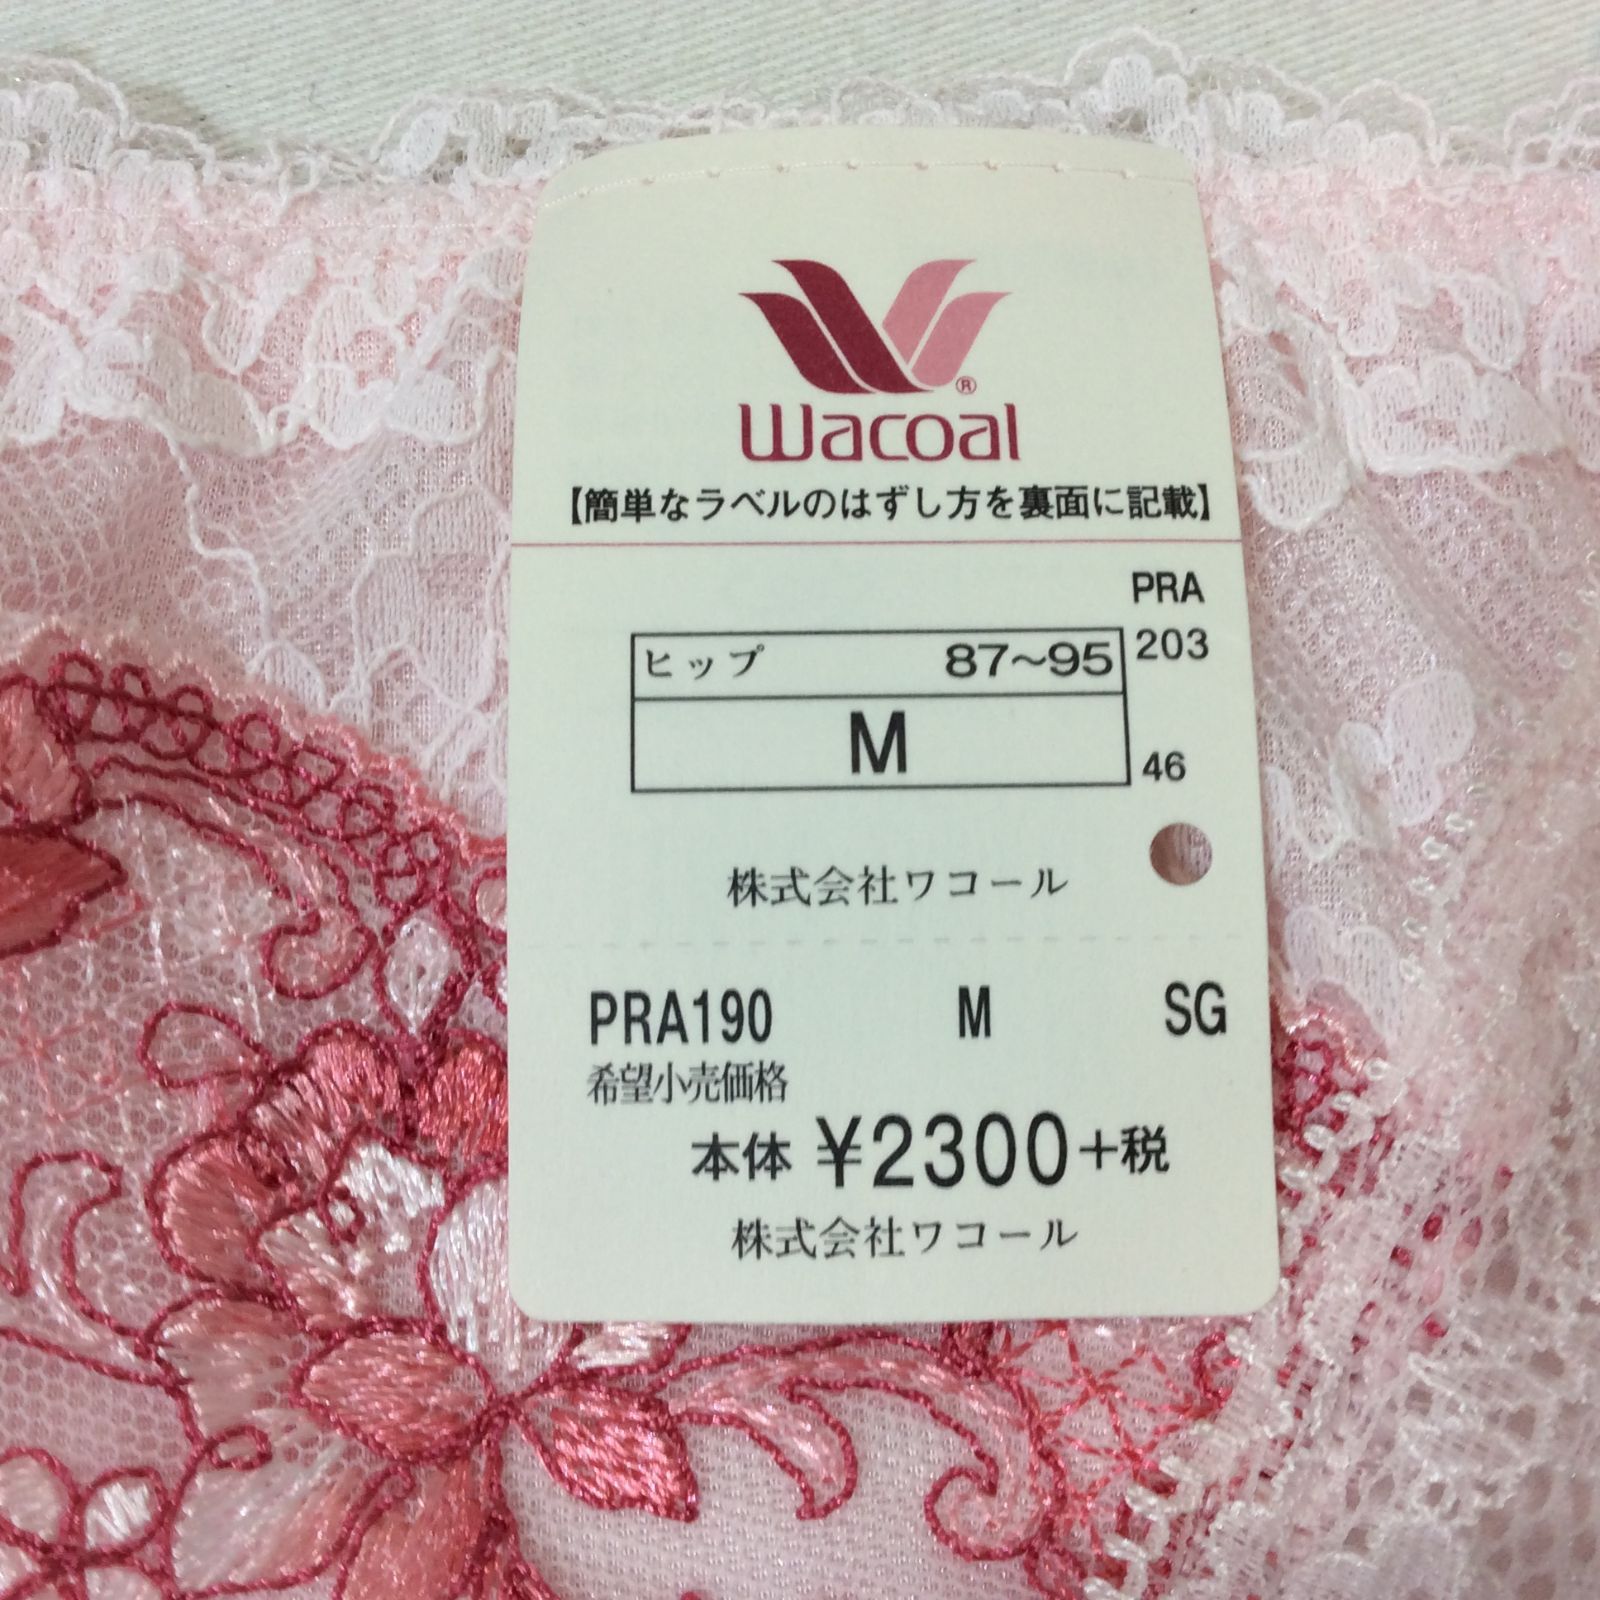 Wacoal®
【簡単なラベルのはずし方を裏面に記載】
PRA
ヒップ 87~95 203
M 46
株式会社ワコール
PRA190 M SG
希望小売価格
本体 ¥2300+税
株式会社ワコール